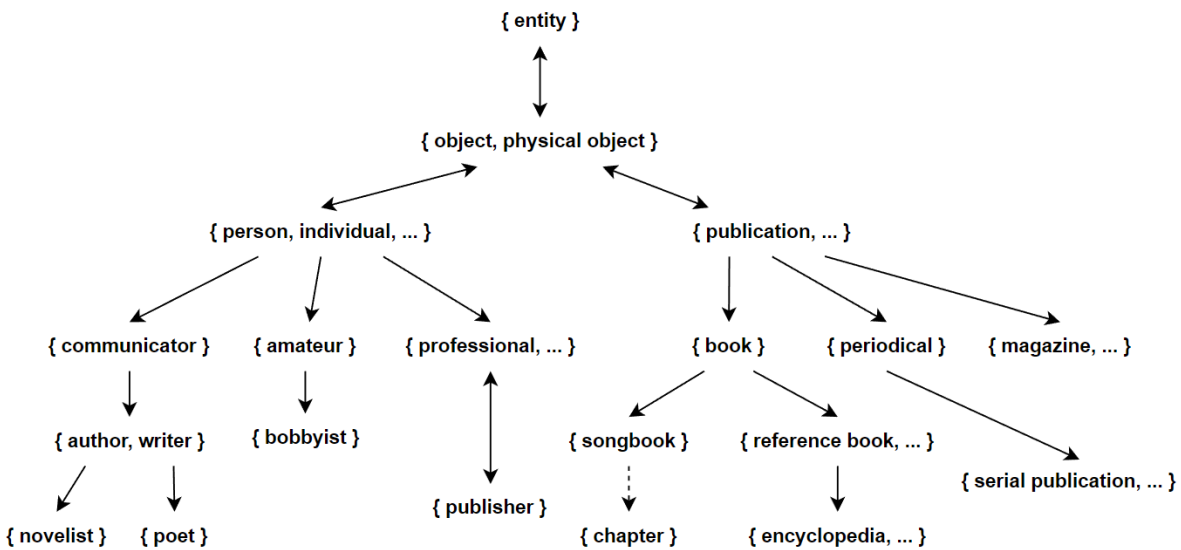 { entity }
{ object, physical object }
{ person, individual, ... }
{ publication, ... }
{ communicator }
{ amateur }
{ professional, ... }
{ book }
{ periodical }
{ magazine, ... }
{ author, writer }
{ bobbyist }
{ songbook }
{ reference book, ... }
{ serial publication, ... }
{ publisher }
{ novelist }
{ poet }
{ chapter }
{ encyclopedia, ... }